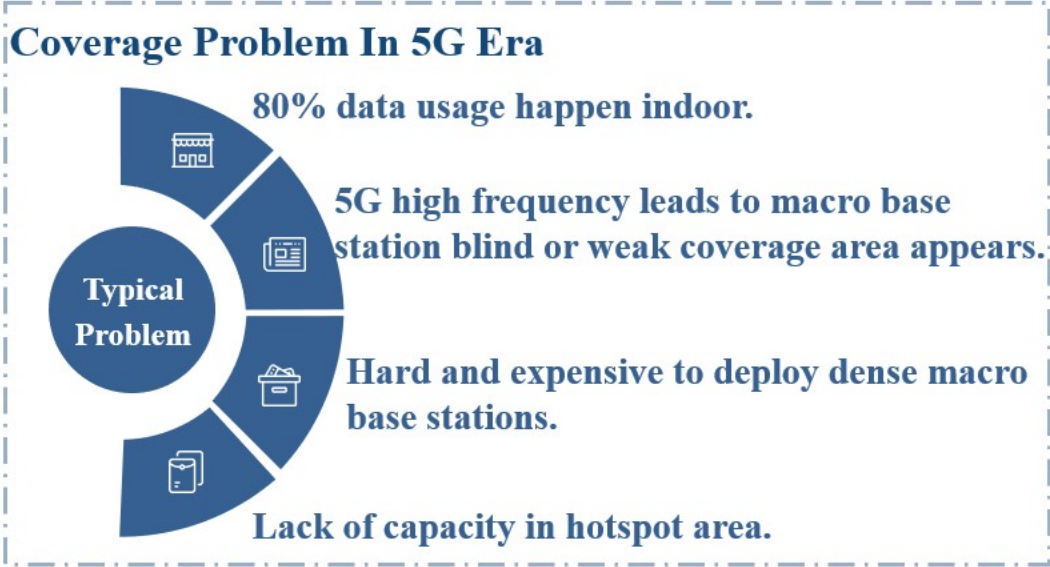 Coverage Problem In 5G Era
80% data usage happen indoor.
5G high frequency leads to macro base
station blind or weak coverage area appears.
Typical
Problem
Hard and expensive to deploy dense macro
base stations.
Lack of capacity in hotspot area.